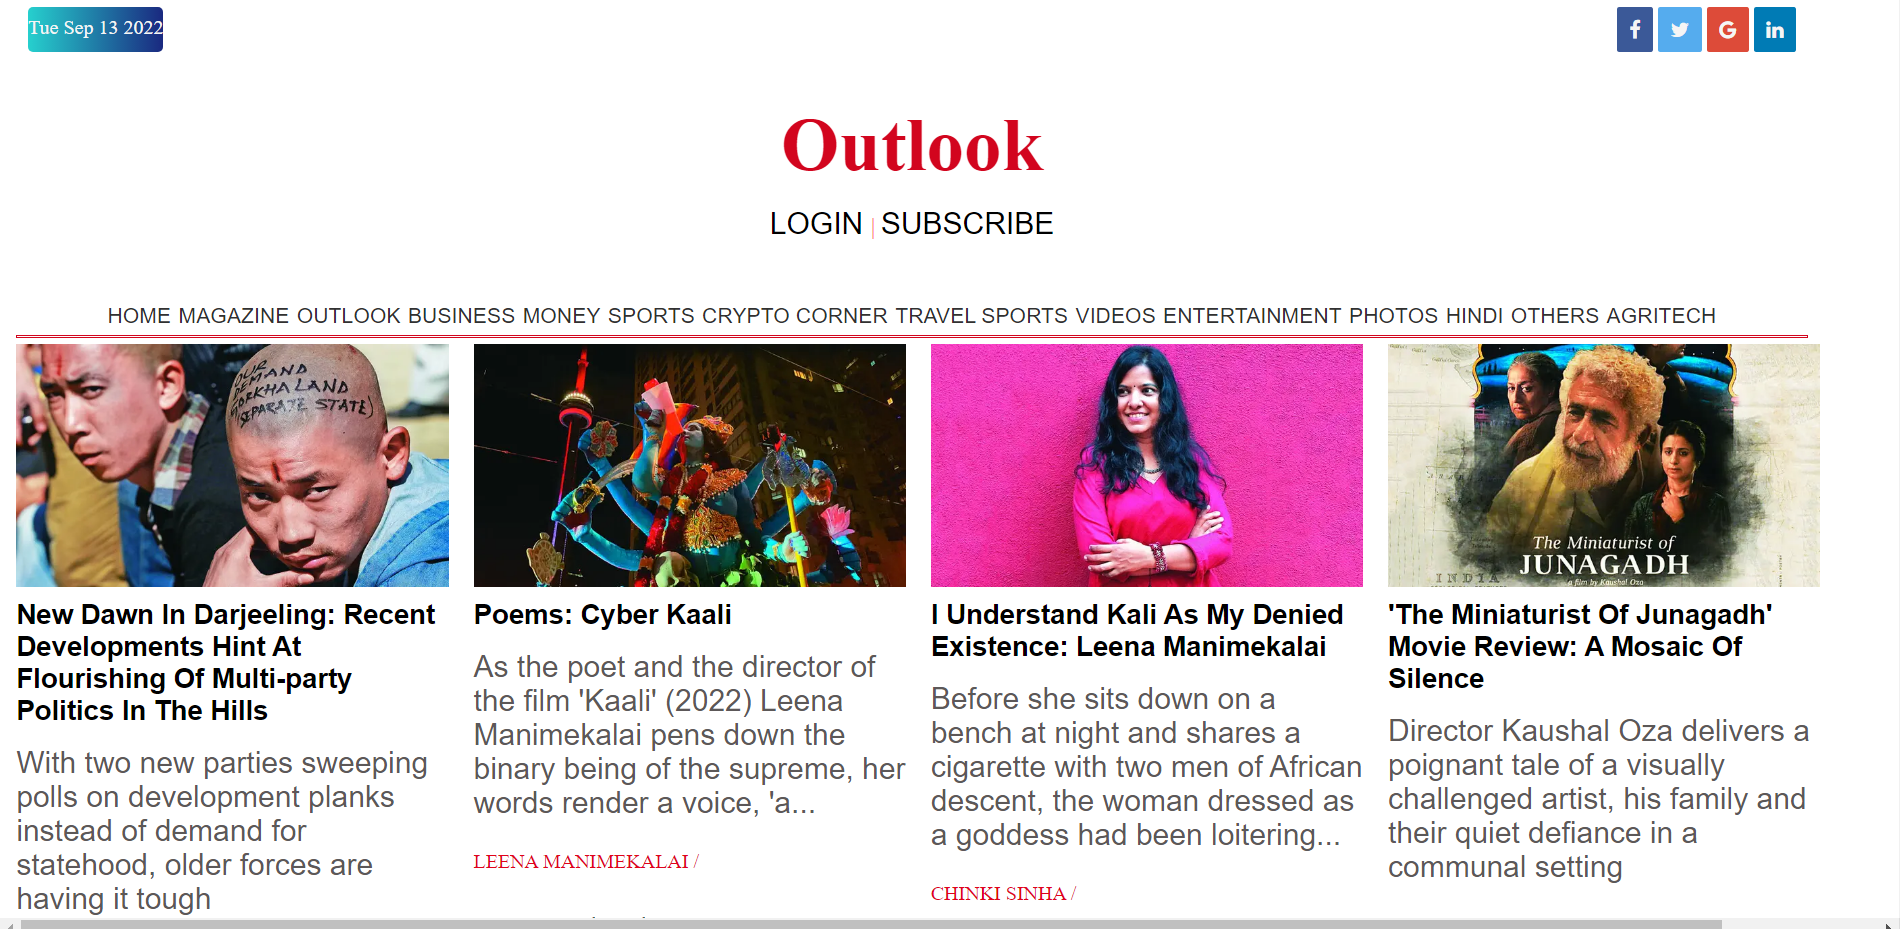 Tue Sep 13 2022
Outlook
LOGIN | SUBSCRIBE
HOME MAGAZINE OUTLOOK BUSINESS MONEY SPORTS CRYPTO CORNER TRAVEL SPORTS VIDEOS ENTERTAINMENT PHOTOS HINDI OTHERS AGRITECH
OUR
DEMAND
GORKHALAND
(SEPARATE STATE)
New Dawn In Darjeeling: Recent
Developments Hint At
Flourishing Of Multi-party
Politics In The Hills
With two new parties sweeping
polls on development planks
instead of demand for
statehood, older forces are
having it tough
Poems: Cyber Kaali
As the poet and the director of
the film 'Kaali' (2022) Leena
Manimekalai pens down the
binary being of the supreme, her
words render a voice, 'a...
LEENA MANIMEKALAI /
I Understand Kali As My Denied
Existence: Leena Manimekalai
Before she sits down on a
bench at night and shares a
cigarette with two men of African
descent, the woman dressed as
a goddess had been loitering...
CHINKI SINHA /
The Miniaturist of
JUNAGADH
a film by Kaushal Oza
INDIA
'The Miniaturist Of Junagadh'
Movie Review: A Mosaic Of
Silence
Director Kaushal Oza delivers a
poignant tale of a visually
challenged artist, his family and
their quiet defiance in a
communal setting